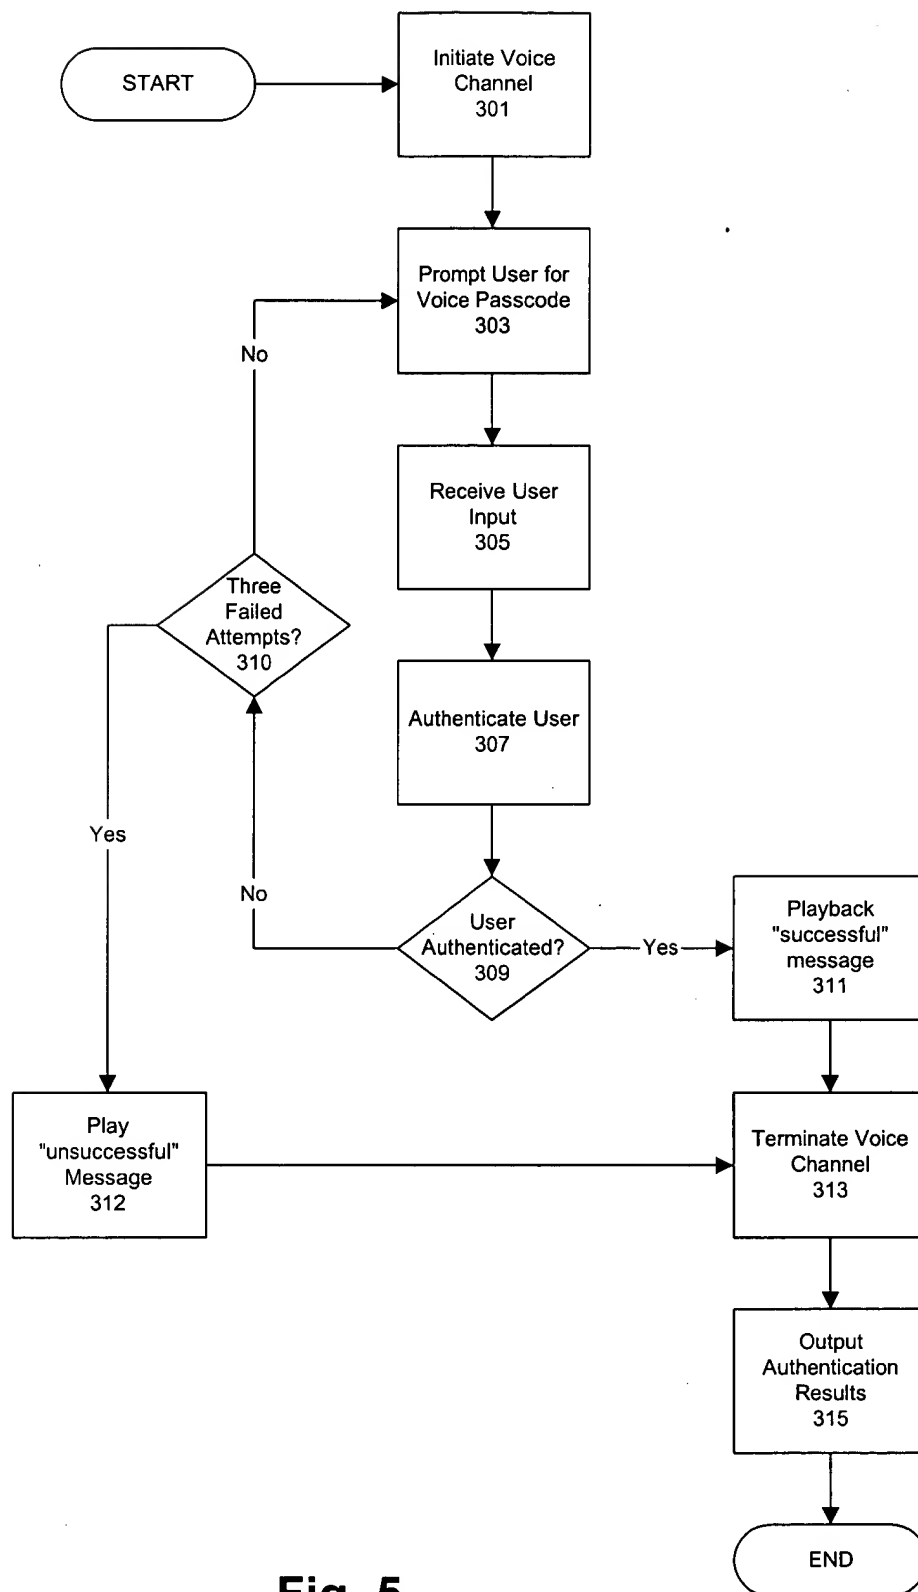 START
Initiate Voice
Channel
301
Prompt User for
Voice Passcode
303
No
Receive User
Input
305
Three
Failed
Attempts?
310
Authenticate User
307
Yes
No
User
Authenticated?
309
Yes
Playback
"successful"
message
311
Play
"unsuccessful"
Message
312
Terminate Voice
Channel
313
Output
Authentication
Results
315
END
Fig. 5